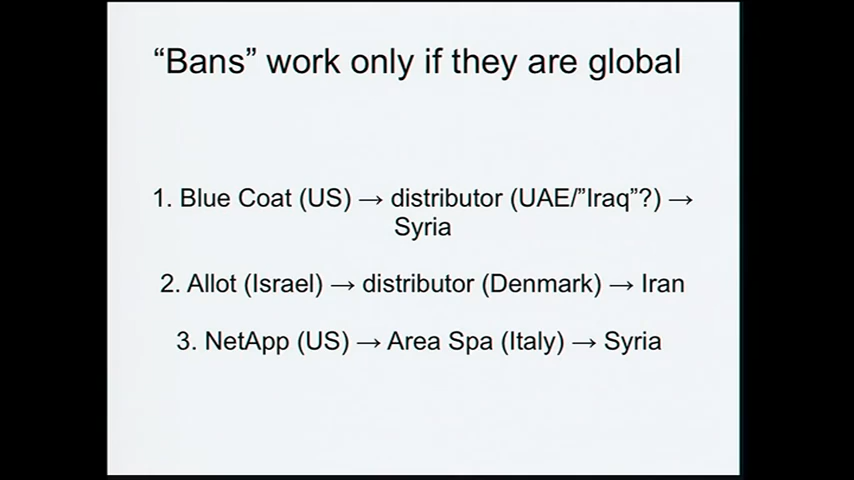 “Bans” work only if they are global
1. Blue Coat (US) → distributor (UAE/”Iraq”?) →
Syria
2. Allot (Israel) → distributor (Denmark) → Iran
3. NetApp (US) → Area Spa (Italy) → Syria